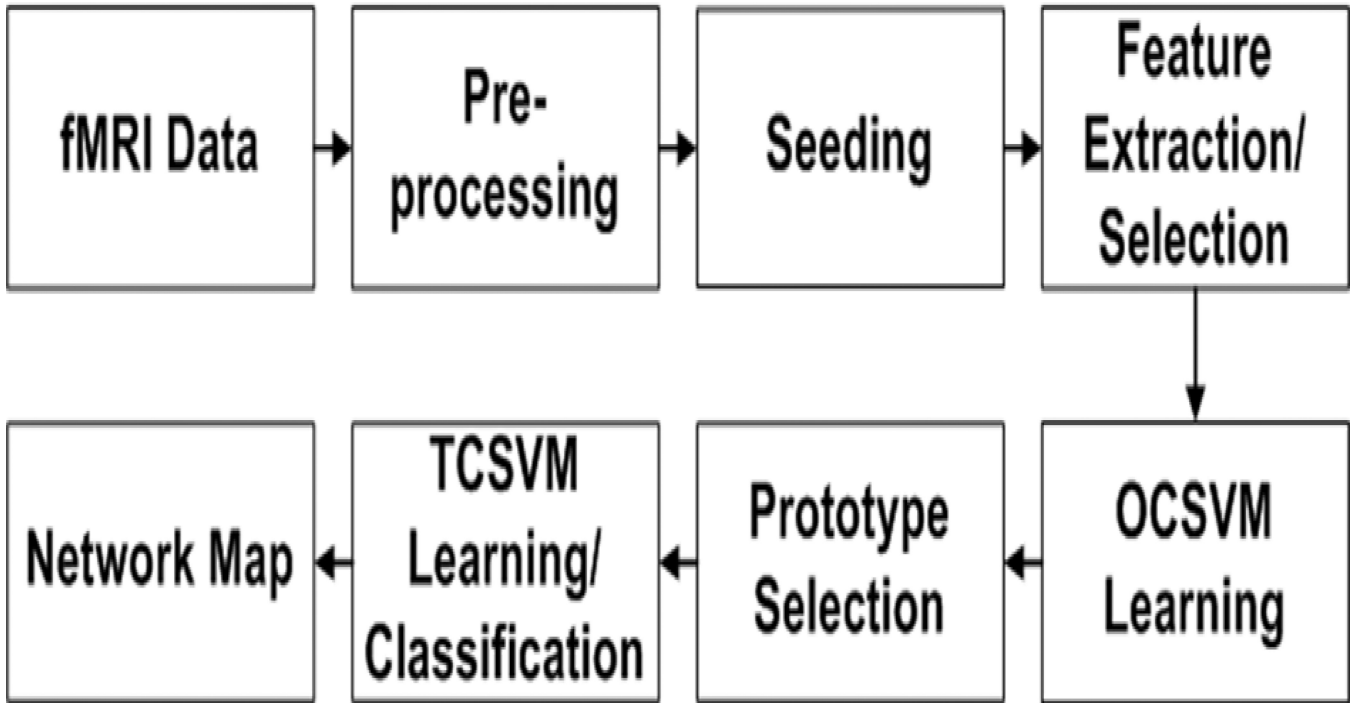 fMRI Data
Pre-
processing
Seeding
Feature
Extraction/
Selection
OCSVM
Learning
Prototype
Selection
TCSVM
Learning/
Classification
Network Map